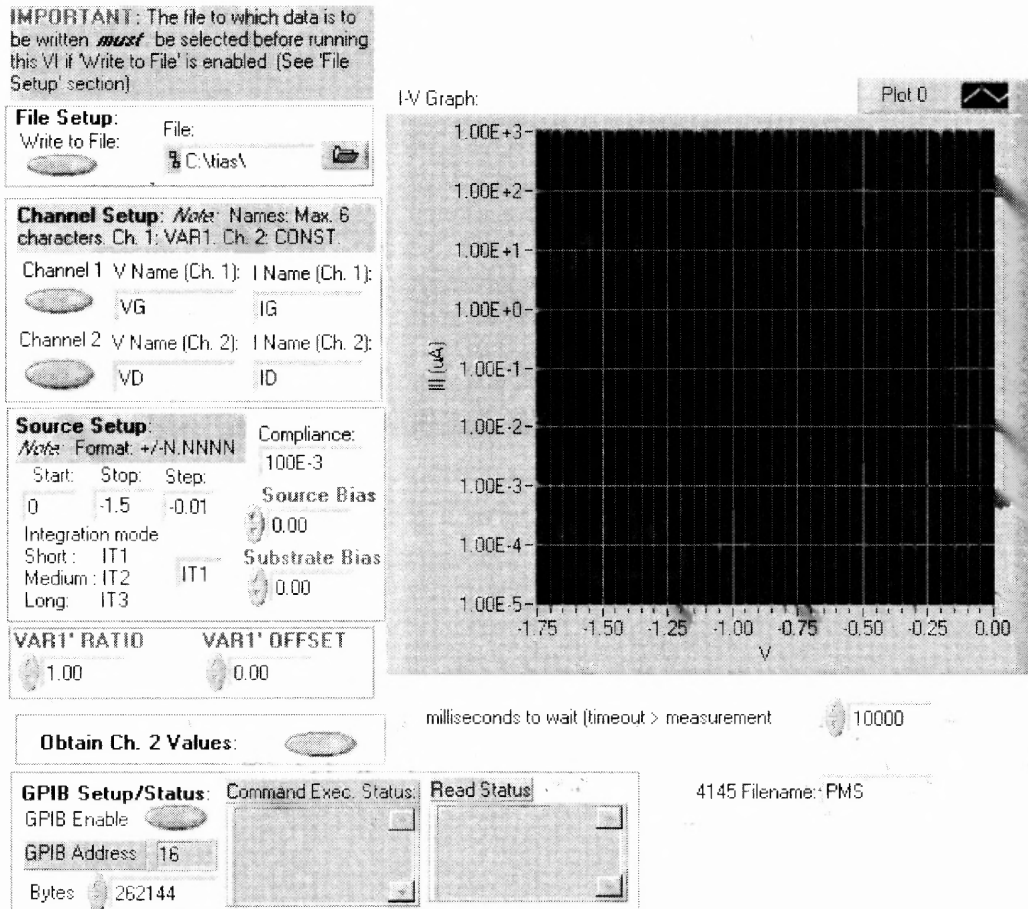 IMPORTANT: The file to which data is to
be written must be selected before running
this VI if 'Write to File' is enabled (See 'File
Setup' section)
File Setup:
Write to File:
File:
C:\tias\
Channel Setup: Note: Names: Max. 6
characters. Ch. 1: VAR1. Ch. 2: CONST.
Channel 1 V Name (Ch. 1): I Name (Ch. 1):
VG IG
Channel 2 V Name (Ch. 2): I Name (Ch. 2):
VD ID
Source Setup:
Note: Format: +/-N.NNNN
Start: Stop: Step:
0 -1.5 -0.01
Integration mode
Short : IT1
Medium : IT2
Long: IT3
IT1
Compliance:
100E-3
Source Bias
0.00
Substrate Bias
0.00
VAR1' RATIO VAR1' OFFSET
1.00 0.00
Obtain Ch. 2 Values:
GPIB Setup/Status:
GPIB Enable
GPIB Address 16
Bytes 262144
Command Exec. Status:
Read Status
I-V Graph:
Plot 0
1.00E+3
1.00E+2
1.00E+1
1.00E+0
1.00E-1
1.00E-2
1.00E-3
1.00E-4
1.00E-5
|I| (uA)
-1.75 -1.50 -1.25 -1.00 -0.75 -0.50 -0.25 0.00
V
milliseconds to wait (timeout > measurement 10000
4145 Filename: PMS